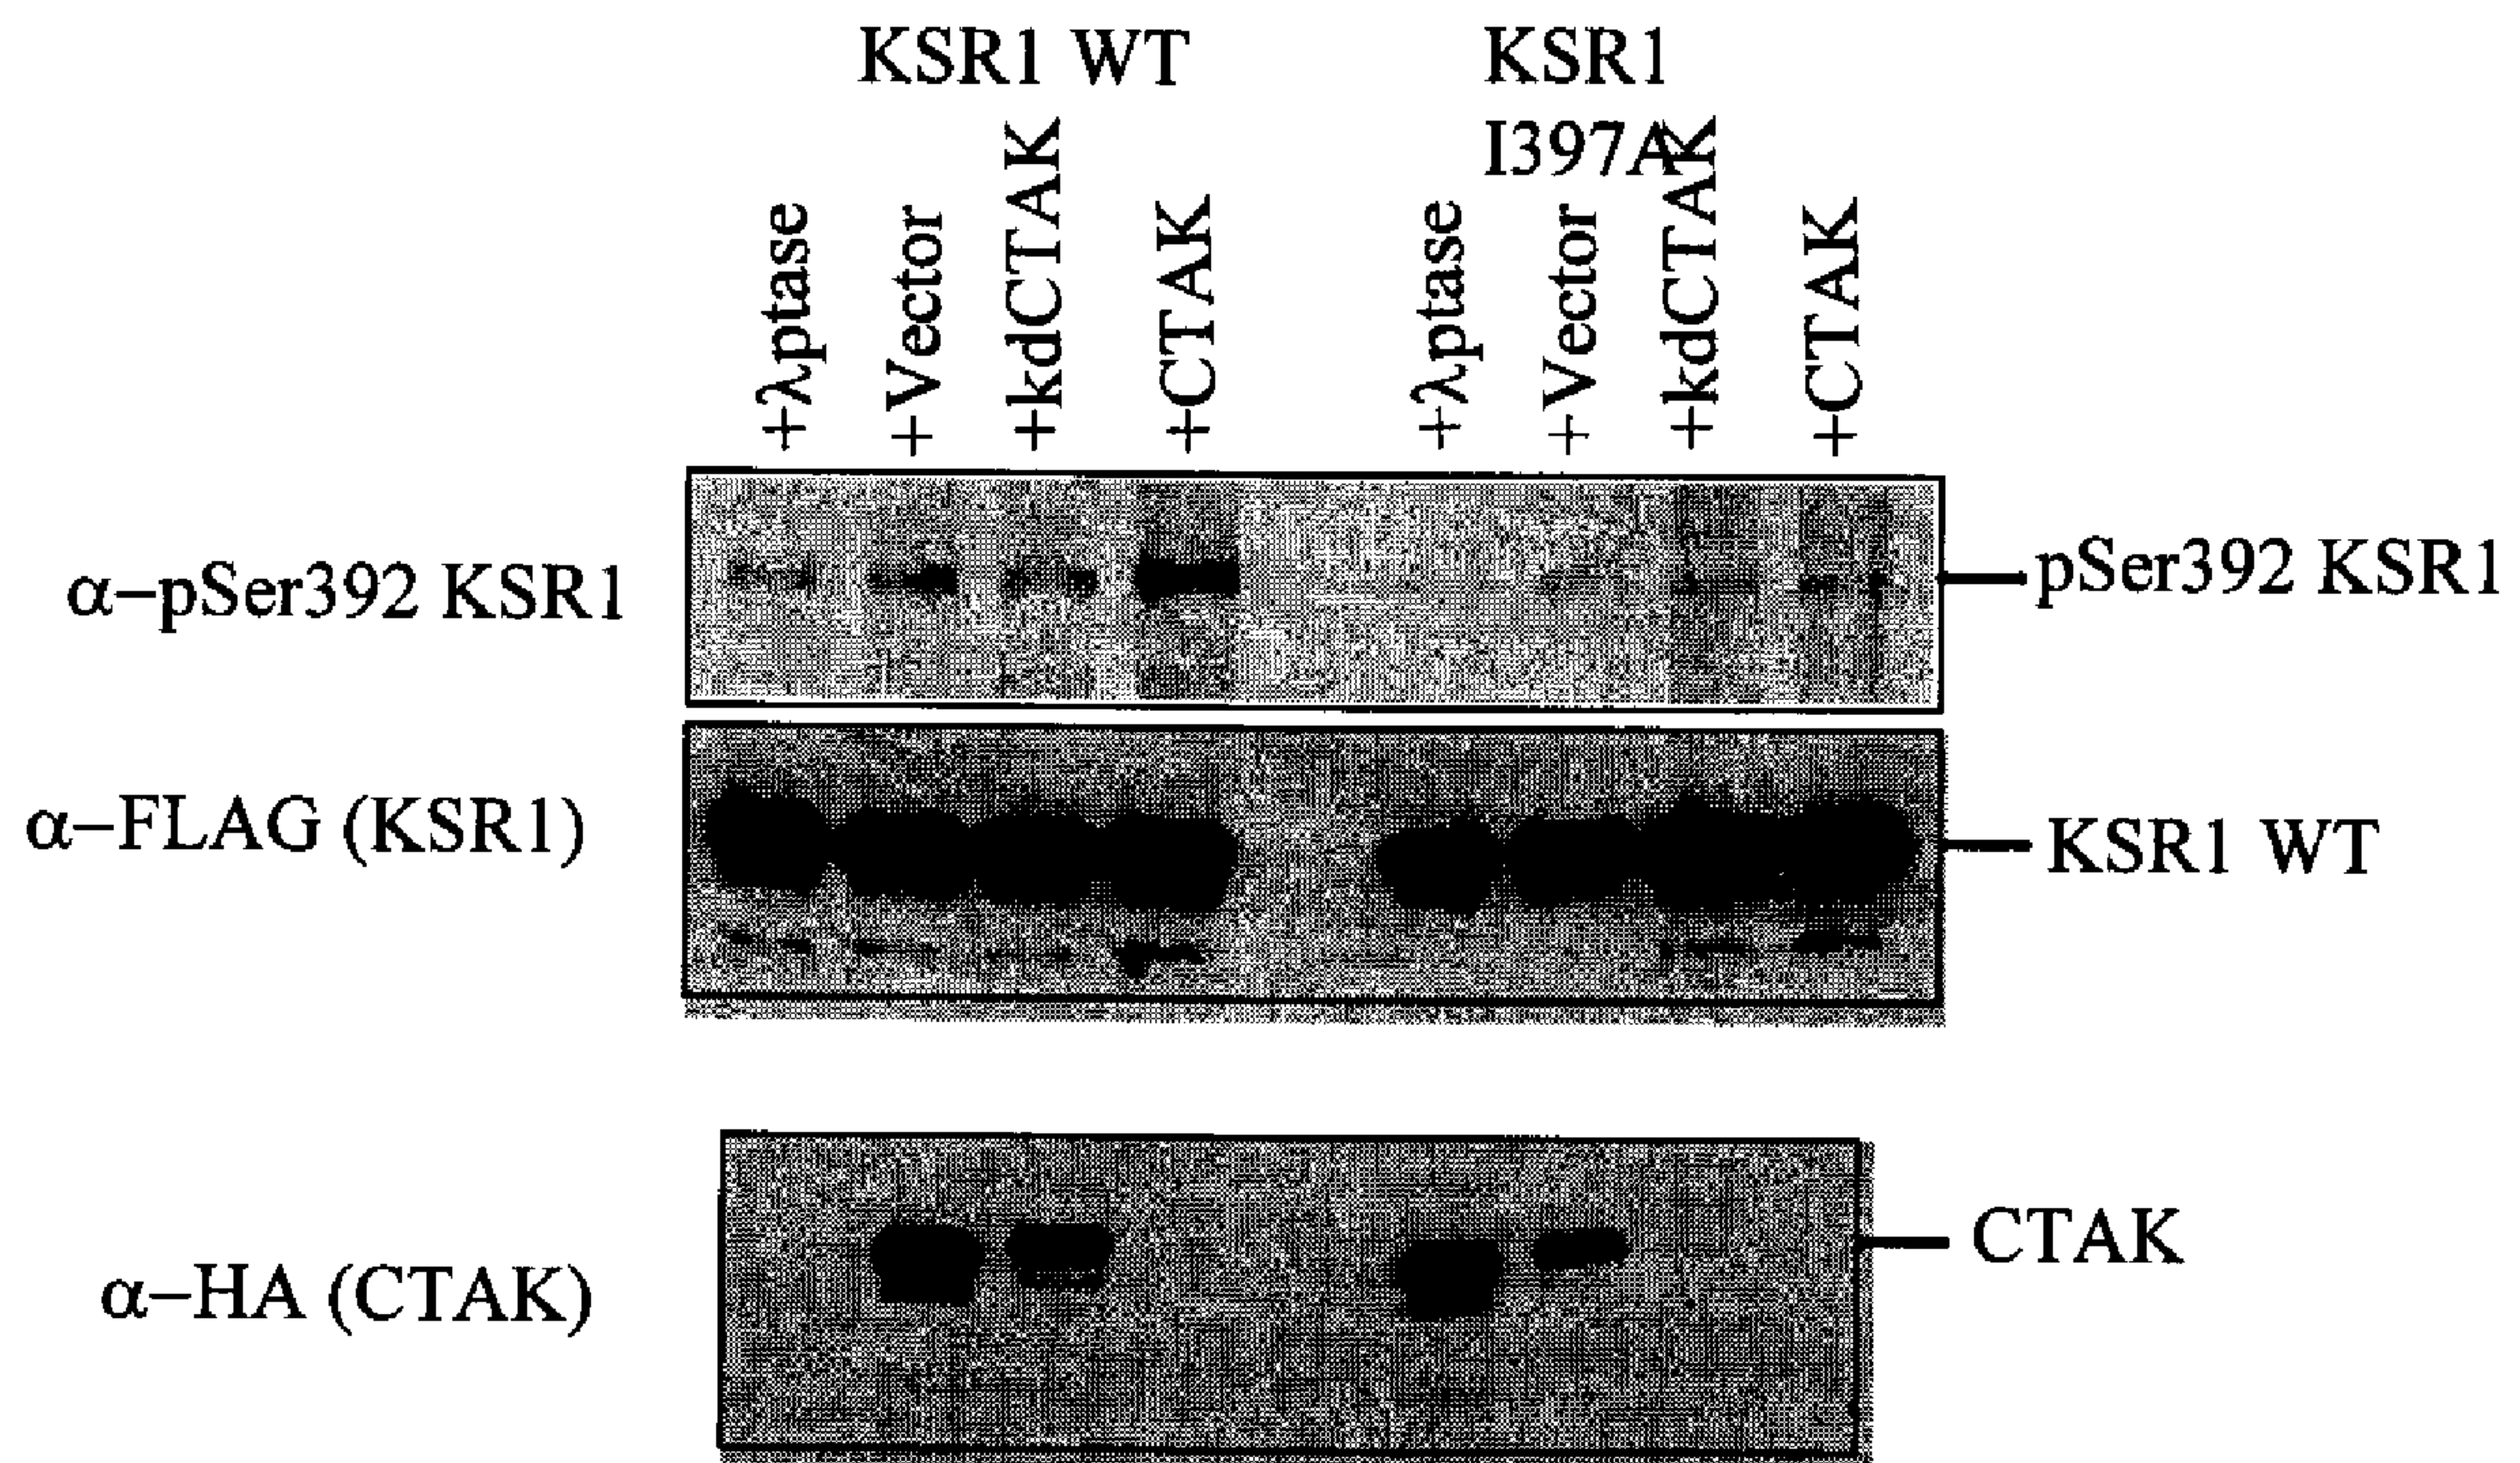 KSR1 WT
KSR1
I397A
+λptase
+Vector
+kdCTAK
+CTAK
+λptase
+Vector
+kdCTAK
+CTAK
α–pSer392 KSR1
pSer392 KSR1
α–FLAG (KSR1)
KSR1 WT
α–HA (CTAK)
CTAK